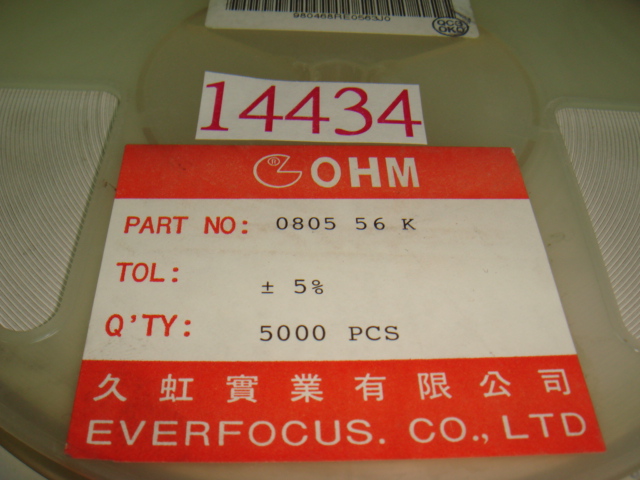 980468RE0563J0
14434
® OHM
PART NO: 0805 56 K
TOL: ± 5%
Q'TY: 5000 PCS
久虹實業有限公司
EVERFOCUS. CO., LTD